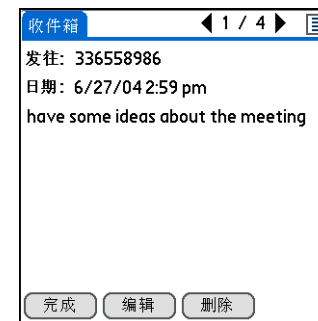 收件箱 1 / 4
发往: 336558986
日期: 6/27/04 2:59 pm
have some ideas about the meeting
完成 编辑 删除